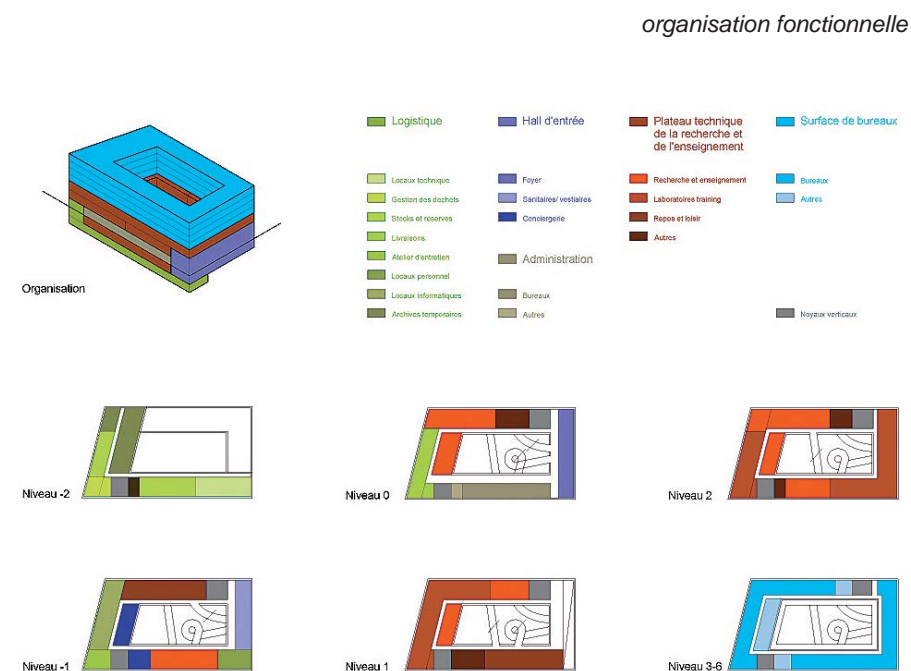 organisation fonctionnelle
Logistique
Hall d'entrée
Plateau technique
de la recherche et
de l'enseignement
Surface de bureaux
Locaux technique
Gestion des dechets
Stocks et reserves
Livraisons
Atelier d'entretien
Locaux personnel
Locaux informatiques
Archives temporaires
Foyer
Sanitaires/ vestiaires
Conciergerie
Administration
Bureaux
Autres
Recherche et enseignement
Laboratoires training
Repos et loisir
Autres
Bureaux
Autres
Noyaux verticaux
Organisation
Niveau -2
Niveau 0
Niveau 2
Niveau -1
Niveau 1
Niveau 3-6